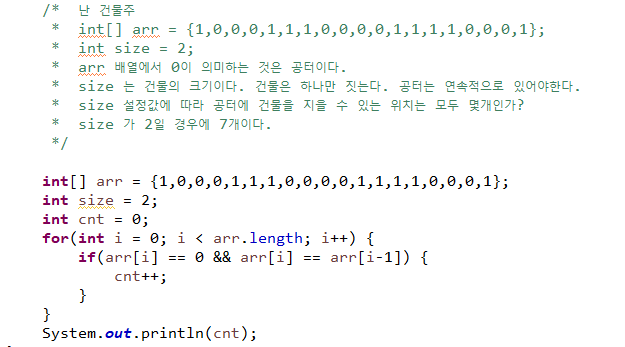 /*  난 건물주
 *  int[] arr = {1,0,0,0,1,1,1,0,0,0,0,1,1,1,1,0,0,0,1};
 *  int size = 2;
 *  arr 배열에서 0이 의미하는 것은 공터이다.
 *  size 는 건물의 크기이다. 건물은 하나만 짓는다. 공터는 연속적으로 있어야한다.
 *  size 설정값에 따라 공터에 건물을 지을 수 있는 위치는 모두 몇개인가?
 *  size 가 2일 경우에 7개이다.
 */
int[] arr = {1,0,0,0,1,1,1,0,0,0,0,1,1,1,1,0,0,0,1};
int size = 2;
int cnt = 0;
for(int i = 0; i < arr.length; i++) {
    if(arr[i] == 0 && arr[i] == arr[i-1]) {
        cnt++;
    }
}
System.out.println(cnt);